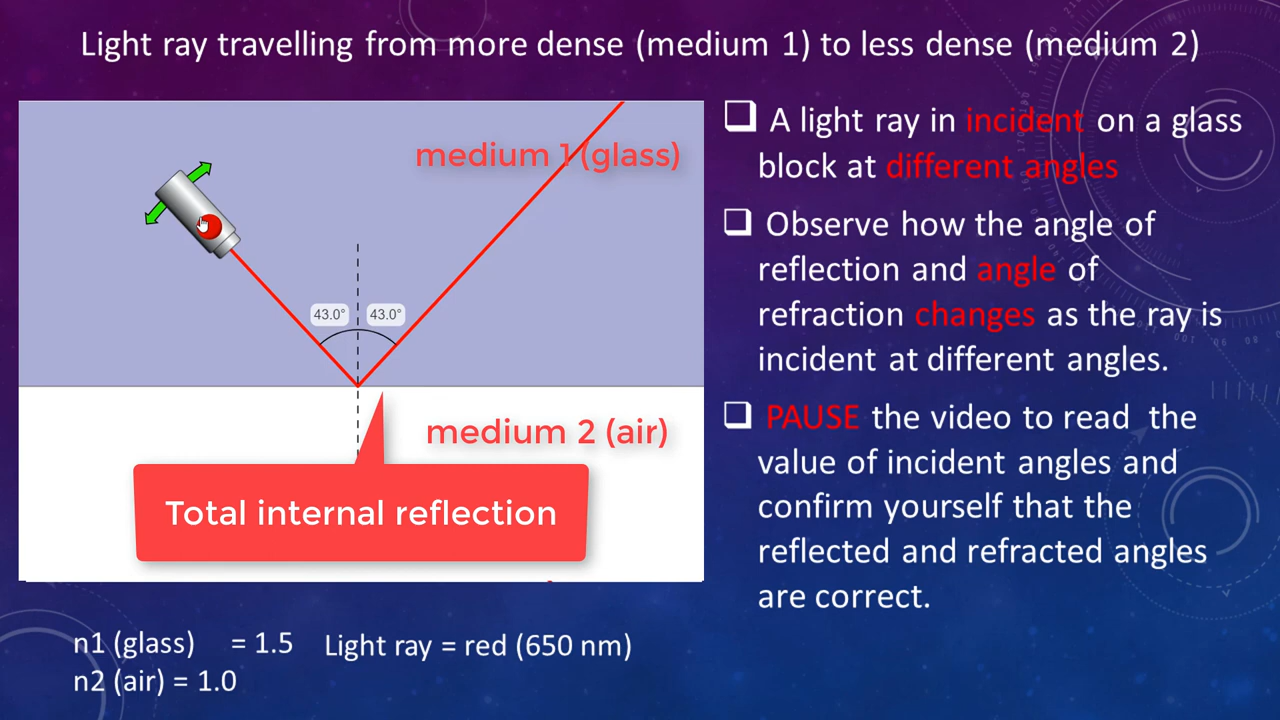 Light ray travelling from more dense (medium 1) to less dense (medium 2)
medium 1 (glass)
43.0° 43.0°
medium 2 (air)
Total internal reflection
A light ray in incident on a glass
block at different angles
Observe how the angle of
reflection and angle of
refraction changes as the ray is
incident at different angles.
PAUSE the video to read the
value of incident angles and
confirm yourself that the
reflected and refracted angles
are correct.
n1 (glass) = 1.5 Light ray = red (650 nm)
n2 (air) = 1.0